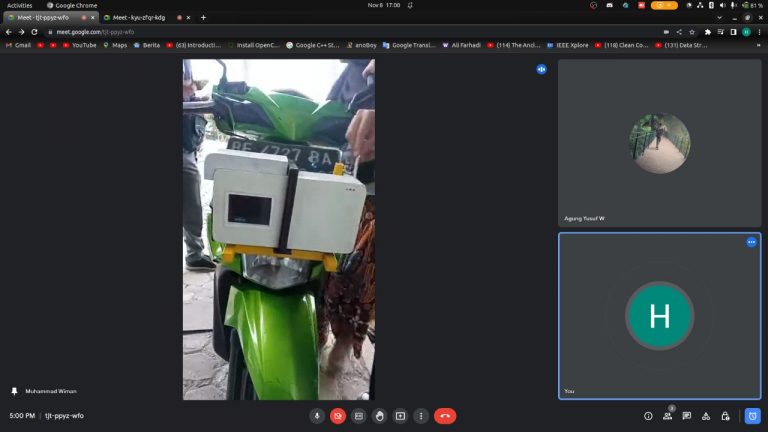 Activities
Google Chrome
Nov 8 17:00
81 %
Meet - tjt-ppyz-wfo
Meet - kyu-zfqr-kdg
meet.google.com/tjt-ppyz-wfo
H
Gmail
YouTube
Maps
Berita
(63) Introducti...
Install OpenC...
Google C++ St...
anoBoy
Google Transl...
Ali Farhadi
(114) The Anci...
IEEE Xplore
(118) Clean Co...
(131) Data Str...
BE 4727 BA
Agung Yusuf W
H
You
Muhammad Wiman
5:00 PM | tjt-ppyz-wfo
3